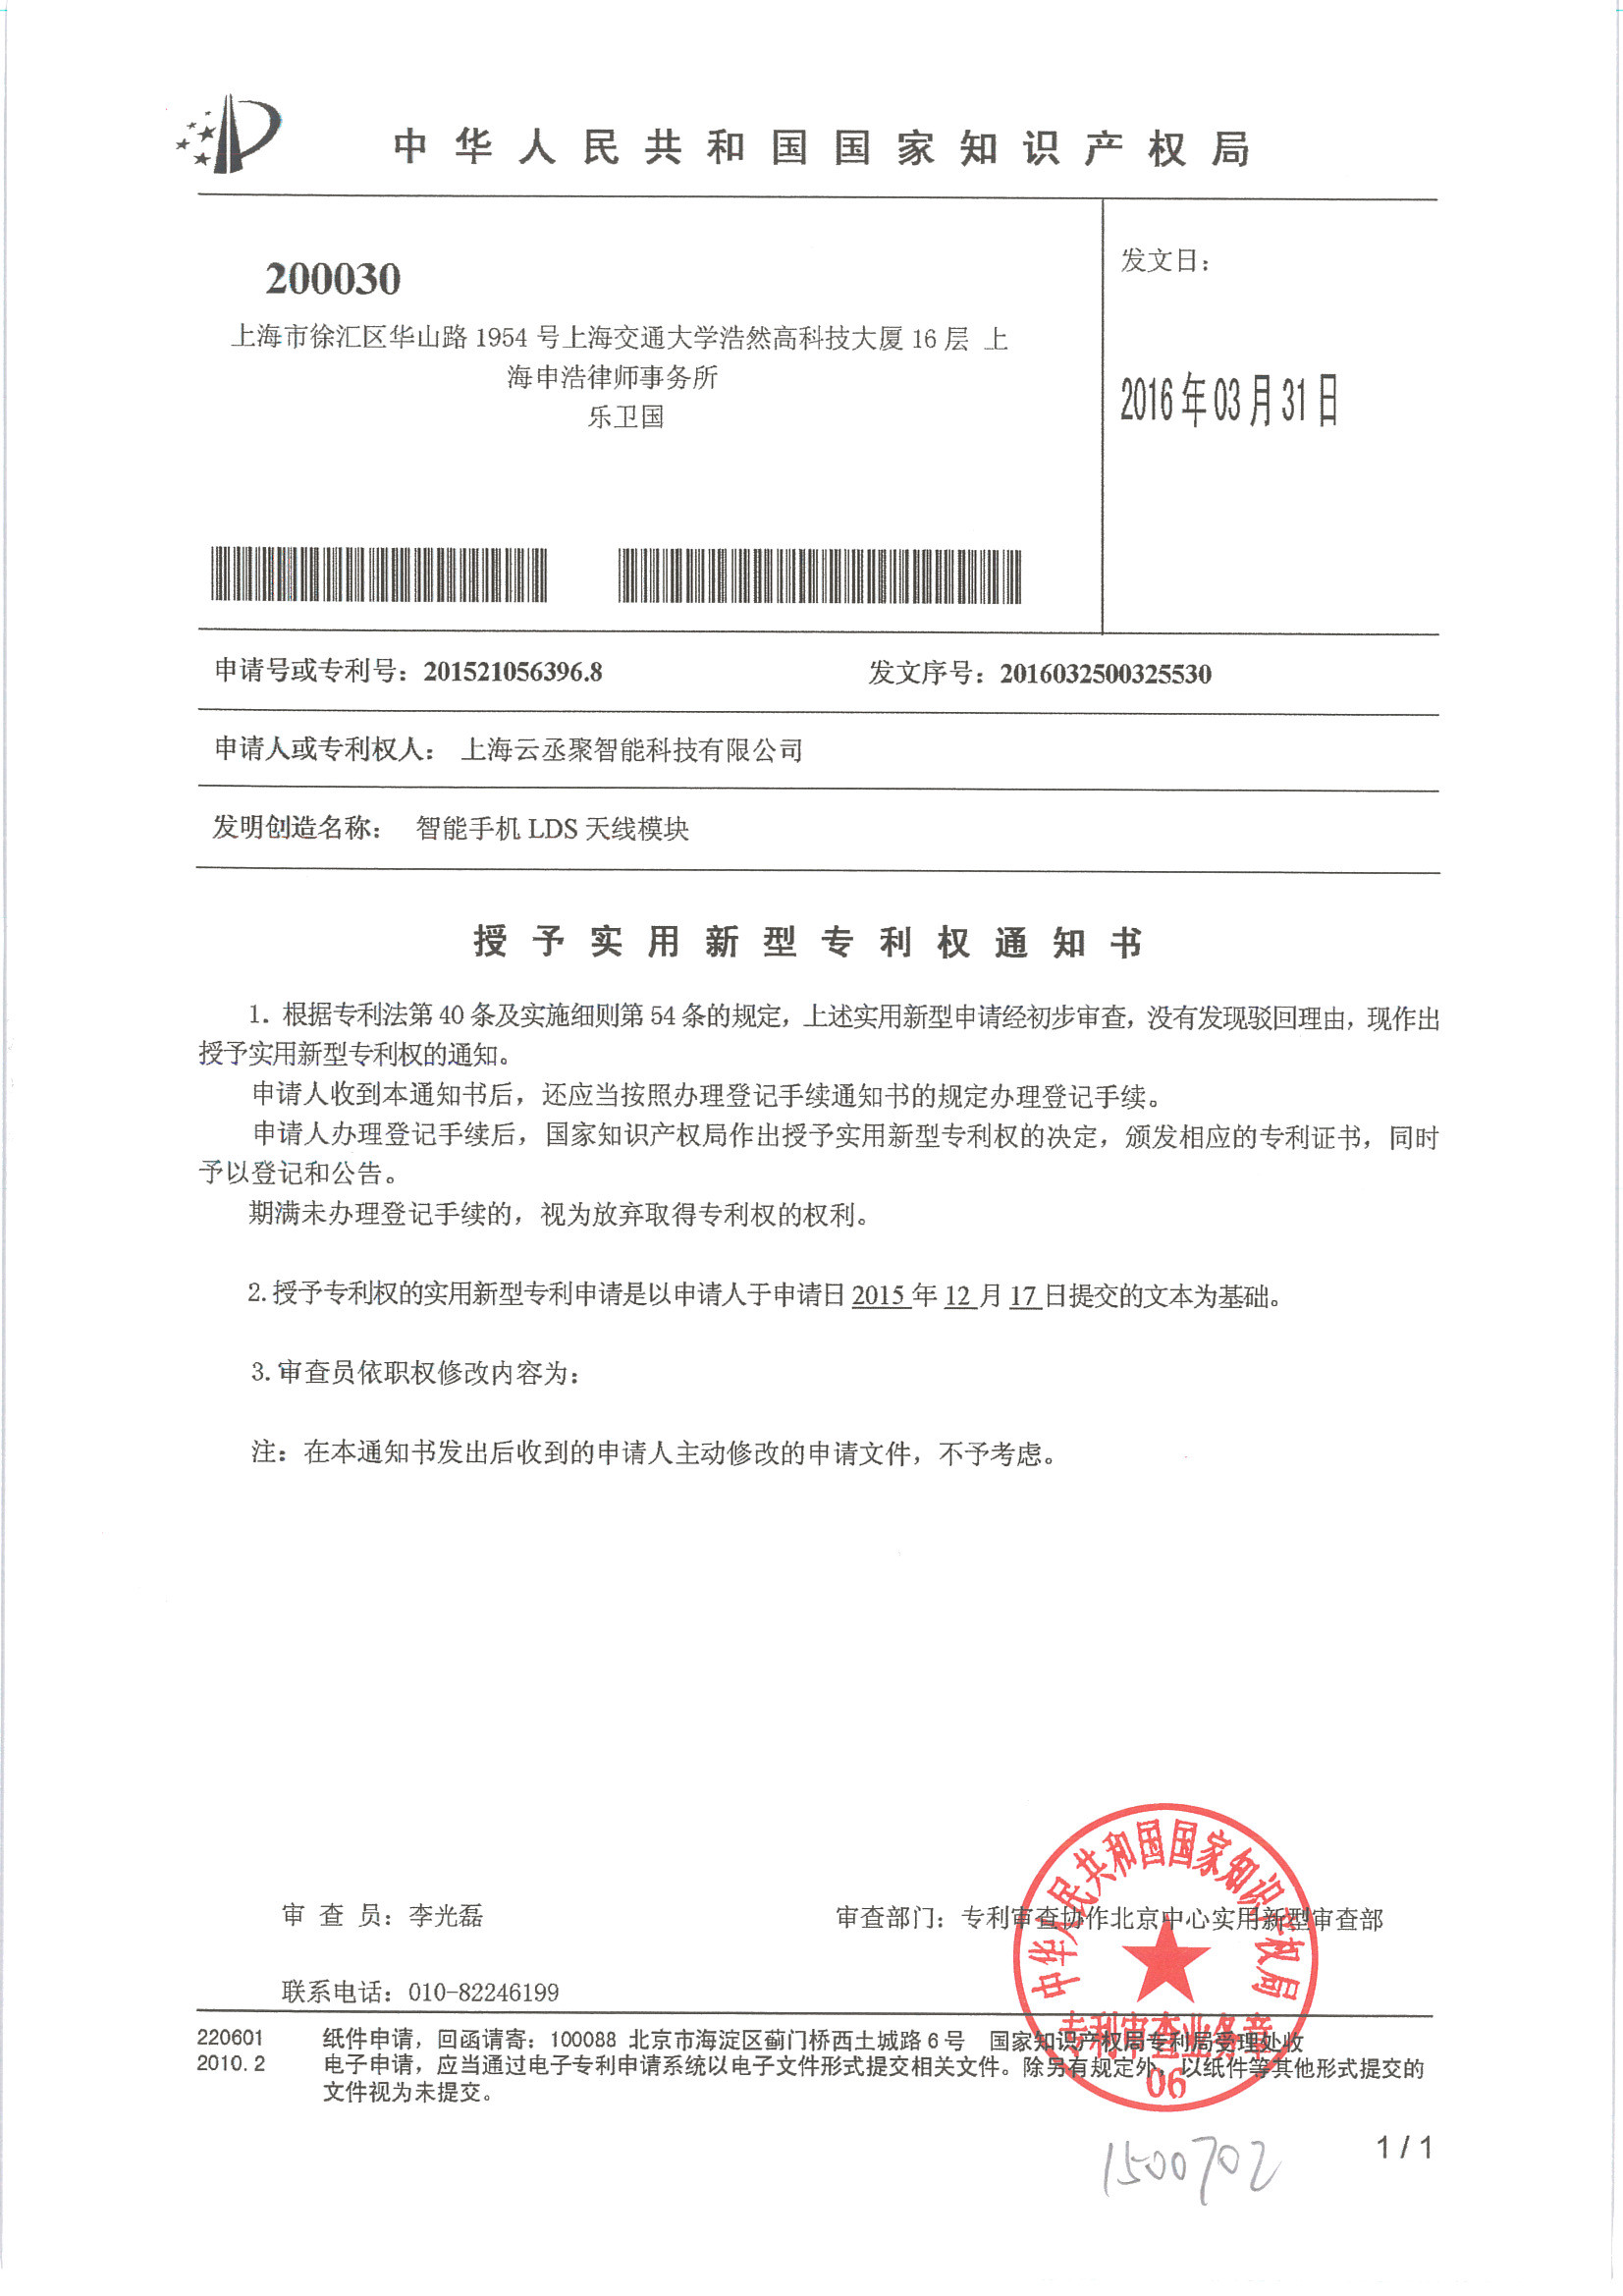 中华人民共和国国家知识产权局
200030
上海市徐汇区华山路 1954 号上海交通大学浩然高科技大厦 16 层 上
海申浩律师事务所
乐卫国
发文日：
2016 年 03 月 31 日
申请号或专利号：201521056396.8 发文序号：2016032500325530
申请人或专利权人： 上海云丞聚智能科技有限公司
发明创造名称： 智能手机 LDS 天线模块
授予实用新型专利权通知书
1. 根据专利法第 40 条及实施细则第 54 条的规定，上述实用新型申请经初步审查，没有发现驳回理由，现作出
授予实用新型专利权的通知。
申请人收到本通知书后，还应当按照办理登记手续通知书的规定办理登记手续。
申请人办理登记手续后，国家知识产权局作出授予实用新型专利权的决定，颁发相应的专利证书，同时
予以登记和公告。
期满未办理登记手续的，视为放弃取得专利权的权利。
2. 授予专利权的实用新型专利申请是以申请人于申请日 2015 年 12 月 17 日提交的文本为基础。
3. 审查员依职权修改内容为：
注：在本通知书发出后收到的申请人主动修改的申请文件，不予考虑。
审 查 员：李光磊 审查部门：专利审查协作北京中心实用新型审查部
联系电话：010-82246199
中华人民共和国国家知识产权局
专利审查业务章
06
220601 纸件申请，回函请寄：100088 北京市海淀区蓟门桥西土城路 6 号 国家知识产权局专利局受理处收
2010.2 电子申请，应当通过电子专利申请系统以电子文件形式提交相关文件。除另有规定外，以纸件等其他形式提交的
文件视为未提交。
1500702
1 / 1